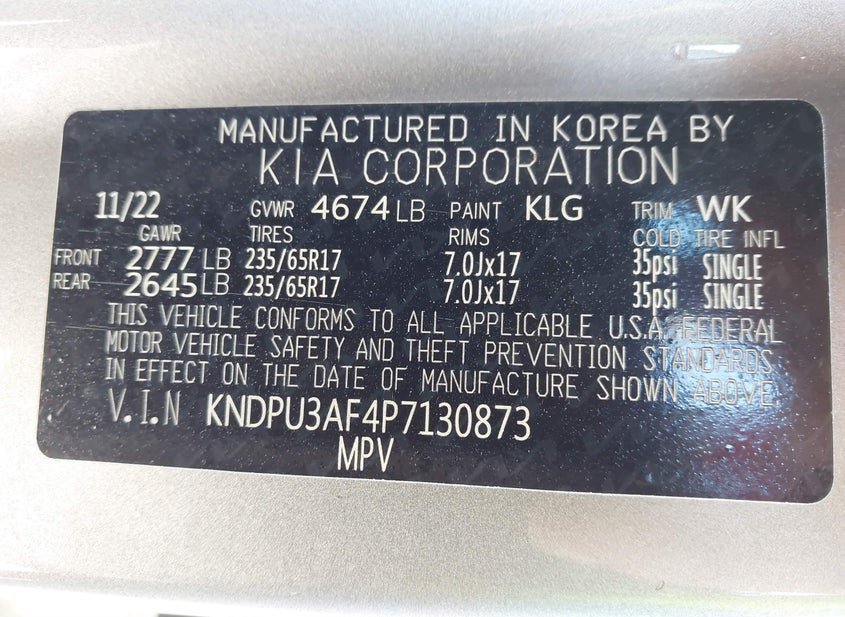 MANUFACTURED IN KOREA BY
KIA CORPORATION
11/22 GVWR 4674 LB PAINT KLG TRIM WK
GAWR TIRES RIMS COLD TIRE INFL
FRONT 2777 LB 235/65R17 7.0Jx17 35psi SINGLE
REAR 2645 LB 235/65R17 7.0Jx17 35psi SINGLE
THIS VEHICLE CONFORMS TO ALL APPLICABLE U.S.A. FEDERAL
MOTOR VEHICLE SAFETY AND THEFT PREVENTION STANDARDS
IN EFFECT ON THE DATE OF MANUFACTURE SHOWN ABOVE
V.I.N KNDPU3AF4P7130873
MPV